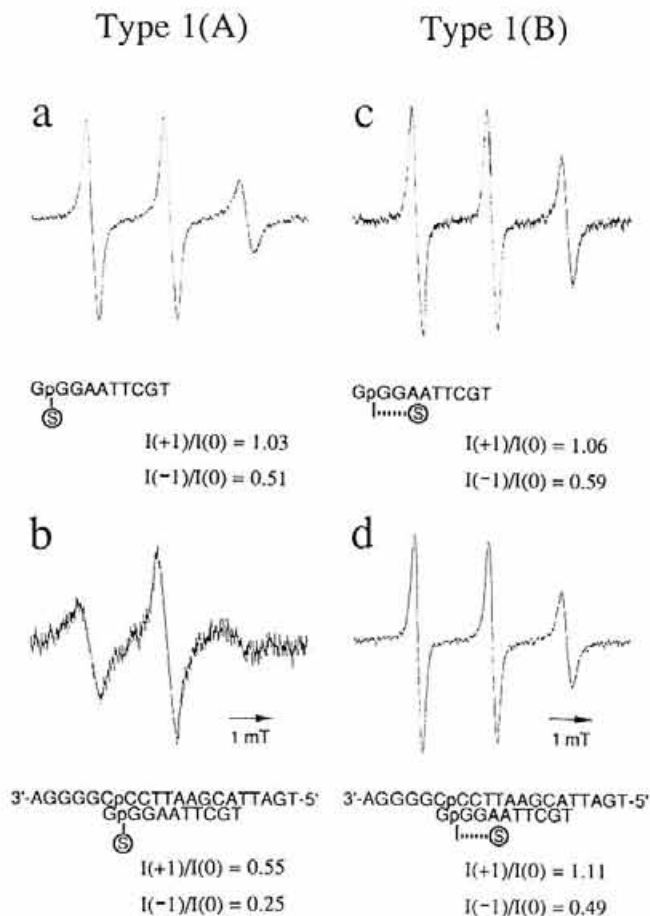 Type 1(A)
Type 1(B)
a
c
GpGGAATTCGT
S
I(+1)/I(0) = 1.03
I(-1)/I(0) = 0.51
GpGGAATTCGT
S
I(+1)/I(0) = 1.06
I(-1)/I(0) = 0.59
b
d
1 mT
1 mT
3'-AGGGGCpCCTTAAGCATTAGT-5'
GpGGAATTCGT
S
I(+1)/I(0) = 0.55
I(-1)/I(0) = 0.25
3'-AGGGGCpCCTTAAGCATTAGT-5'
GpGGAATTCGT
S
I(+1)/I(0) = 1.11
I(-1)/I(0) = 0.49